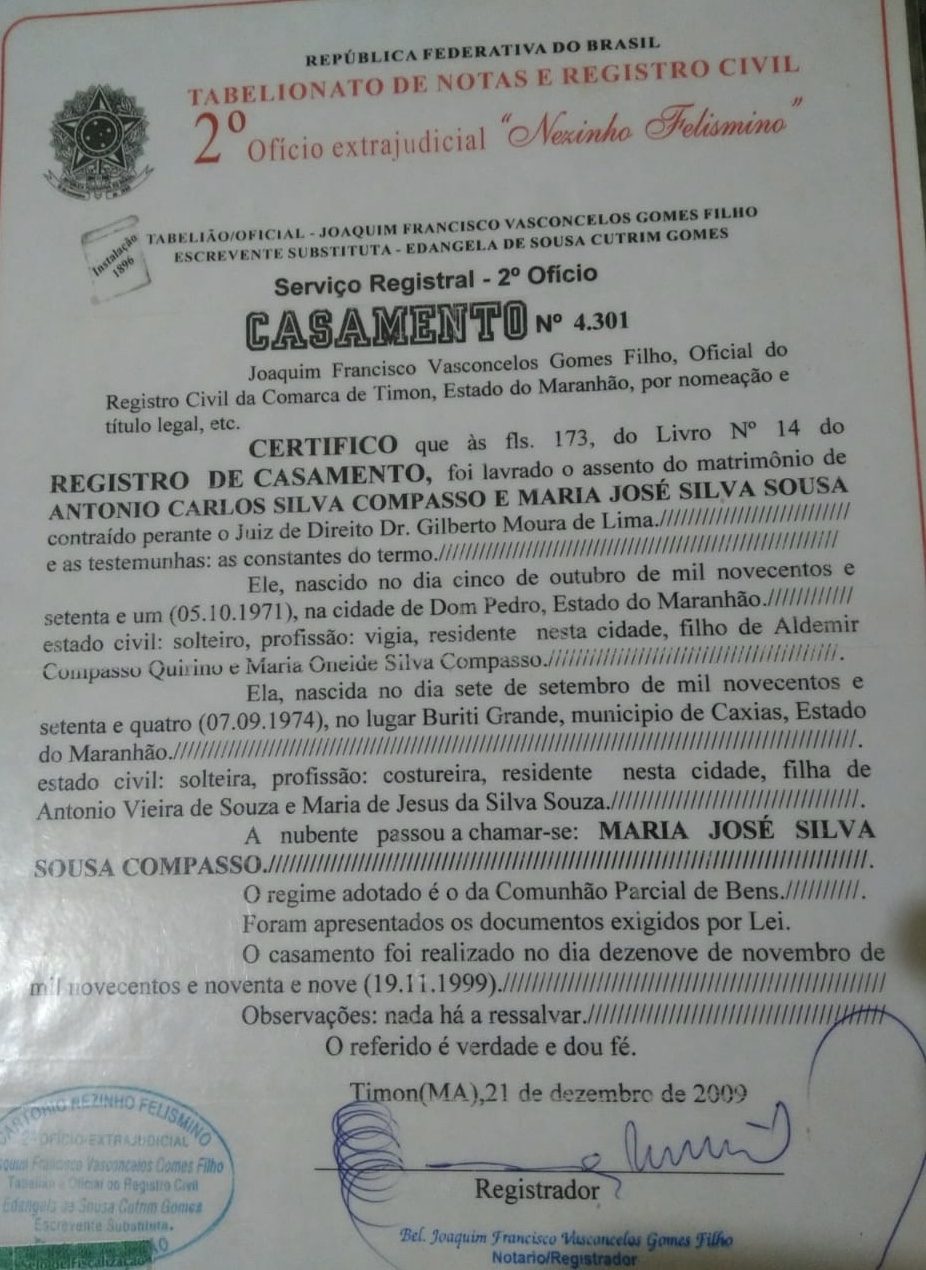 REPÚBLICA FEDERATIVA DO BRASIL
TABELIONATO DE NOTAS E REGISTRO CIVIL
2º Ofício extrajudicial "Nezinho Felismino"
Instalação
1896
TABELIÃO/OFICIAL - JOAQUIM FRANCISCO VASCONCELOS GOMES FILHO
ESCREVENTE SUBSTITUTA - EDANGELA DE SOUSA CUTRIM GOMES
Serviço Registral - 2º Ofício
CASAMENTO Nº 4.301
Joaquim Francisco Vasconcelos Gomes Filho, Oficial do
Registro Civil da Comarca de Timon, Estado do Maranhão, por nomeação e
título legal, etc.
CERTIFICO que às fls. 173, do Livro Nº 14 do
REGISTRO DE CASAMENTO, foi lavrado o assento do matrimônio de
ANTONIO CARLOS SILVA COMPASSO E MARIA JOSÉ SILVA SOUSA
contraído perante o Juiz de Direito Dr. Gilberto Moura de Lima.//////////////////////////
e as testemunhas: as constantes do termo.//////////////////////////////////////////////////////
Ele, nascido no dia cinco de outubro de mil novecentos e
setenta e um (05.10.1971), na cidade de Dom Pedro, Estado do Maranhão.////////////
estado civil: solteiro, profissão: vigia, residente nesta cidade, filho de Aldemir
Compasso Quirino e Maria Oneide Silva Compasso.///////////////////////////////////////.
Ela, nascida no dia sete de setembro de mil novecentos e
setenta e quatro (07.09.1974), no lugar Buriti Grande, municipio de Caxias, Estado
do Maranhão.///////////////////////////////////////////////////////////////////////////////////////.
estado civil: solteira, profissão: costureira, residente nesta cidade, filha de
Antonio Vieira de Souza e Maria de Jesus da Silva Souza.////////////////////////////////.
A nubente passou a chamar-se: MARIA JOSÉ SILVA
SOUSA COMPASSO.////////////////////////////////////////////////////////////////////////////.
O regime adotado é o da Comunhão Parcial de Bens.//////////.
Foram apresentados os documentos exigidos por Lei.
O casamento foi realizado no dia dezenove de novembro de
mil novecentos e noventa e nove (19.11.1999).//////////////////////////////////////////////////
Observações: nada há a ressalvar.///////////////////////////////////////
O referido é verdade e dou fé.
Timon(MA),21 de dezembro de 2009
Registrador
Bel. Joaquim Francisco Vasconcelos Gomes Filho
Notario/Registrador
NEZINHO FELISMINO
2º OFÍCIO EXTRAJUDICIAL
Francisco Vasconcelos Gomes Filho
Tabelião e Oficial do Registro Civil
Edangela de Sousa Cutrim Gomes
Escrevente Substituta.